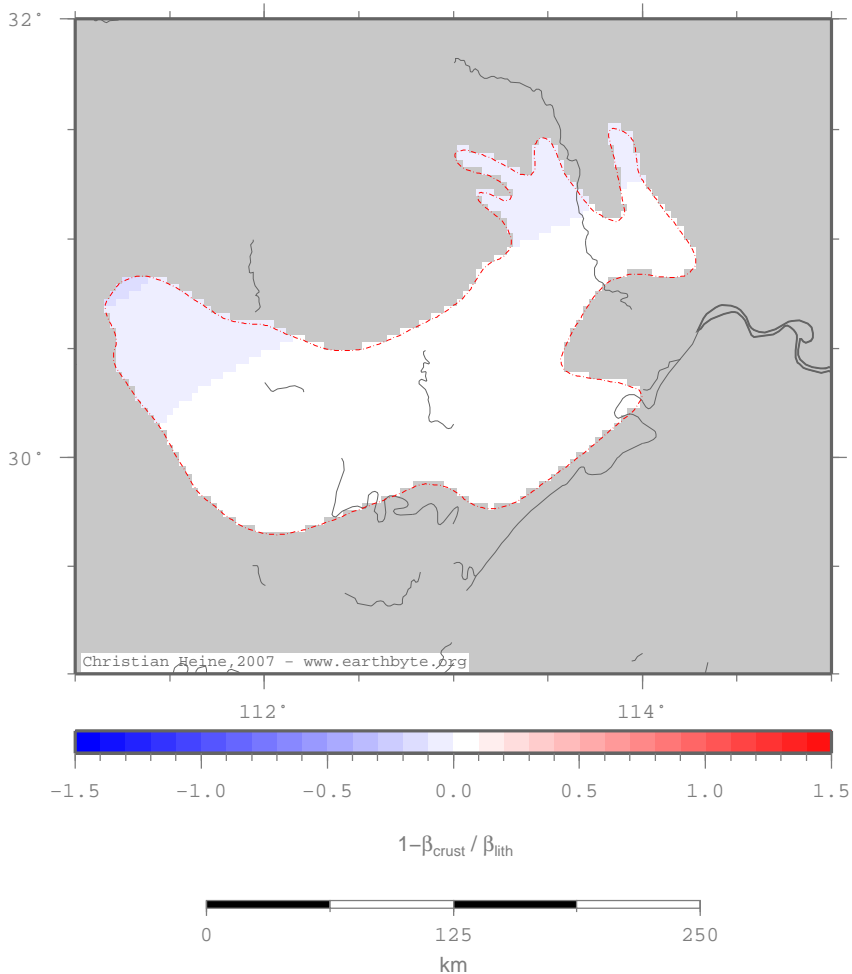 32°
30°
Christian Heine,2007 - www.earthbyte.org
112° 114°
−1.5 −1.0 −0.5 0.0 0.5 1.0 1.5
1−βcrust / βlith
0 125 250
km